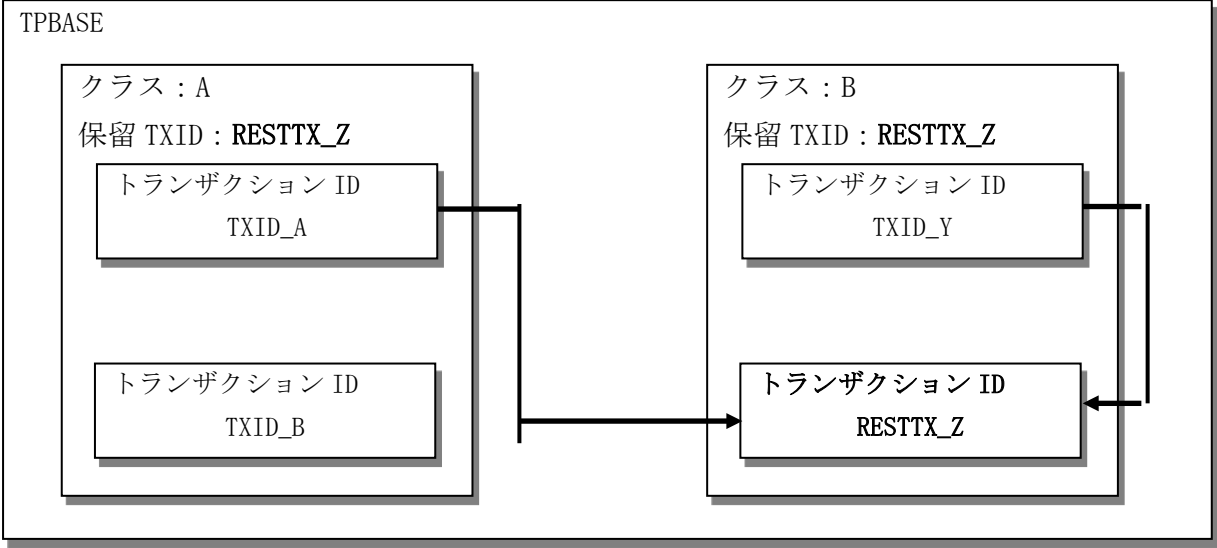 TPBASE
クラス：A
保留 TXID：RESTTX_Z
トランザクション ID
TXID_A
トランザクション ID
TXID_B
クラス：B
保留 TXID：RESTTX_Z
トランザクション ID
TXID_Y
トランザクション ID
RESTTX_Z